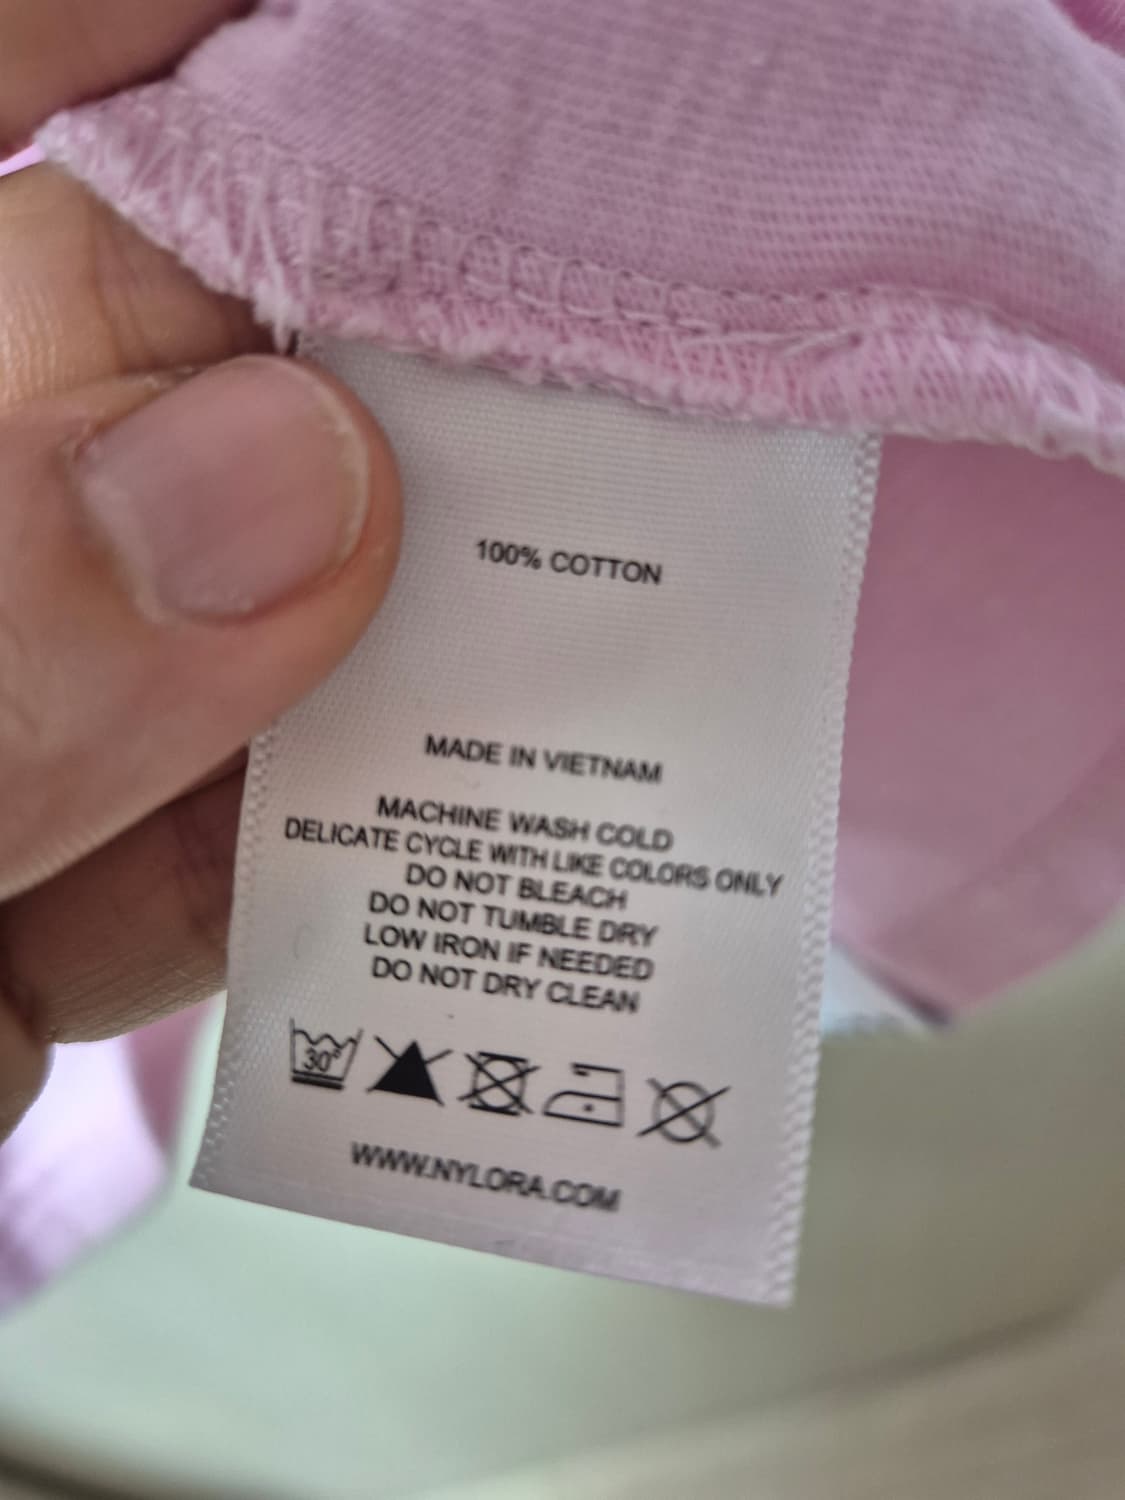 100% COTTON
MADE IN VIETNAM
MACHINE WASH COLD
DELICATE CYCLE WITH LIKE COLORS ONLY
DO NOT BLEACH
DO NOT TUMBLE DRY
LOW IRON IF NEEDED
DO NOT DRY CLEAN
30°
WWW.NYLORA.COM